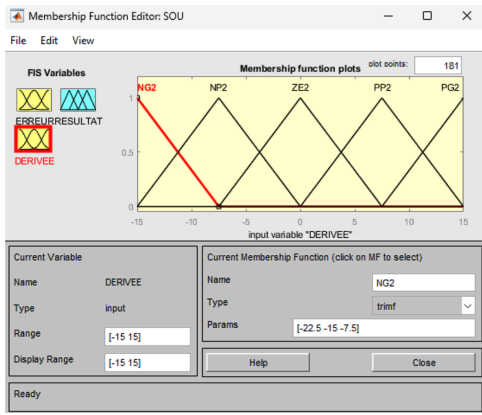 Membership Function Editor: SOU
File Edit View
FIS Variables
Membership function plots
plot points:
181
ERREUR
RESULTAT
DERIVEE
NG2 NP2 ZE2 PP2 PG2
1
0.5
0
-15 -10 -5 0 5 10 15
input variable "DERIVEE"
Current Variable
Name DERIVEE
Type input
Range [-15 15]
Display Range [-15 15]
Current Membership Function (click on MF to select)
Name NG2
Type trimf
Params [-22.5 -15 -7.5]
Help Close
Ready